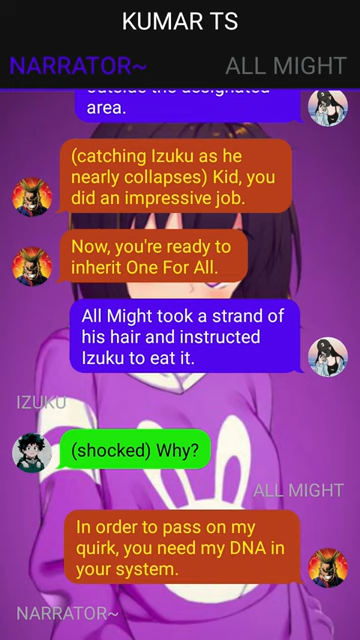 KUMAR TS
NARRATOR~
ALL MIGHT
outside the designated
area.
(catching Izuku as he
nearly collapses) Kid, you
did an impressive job.
Now, you're ready to
inherit One For All.
All Might took a strand of
his hair and instructed
Izuku to eat it.
IZUKU
(shocked) Why?
ALL MIGHT
In order to pass on my
quirk, you need my DNA in
your system.
NARRATOR~